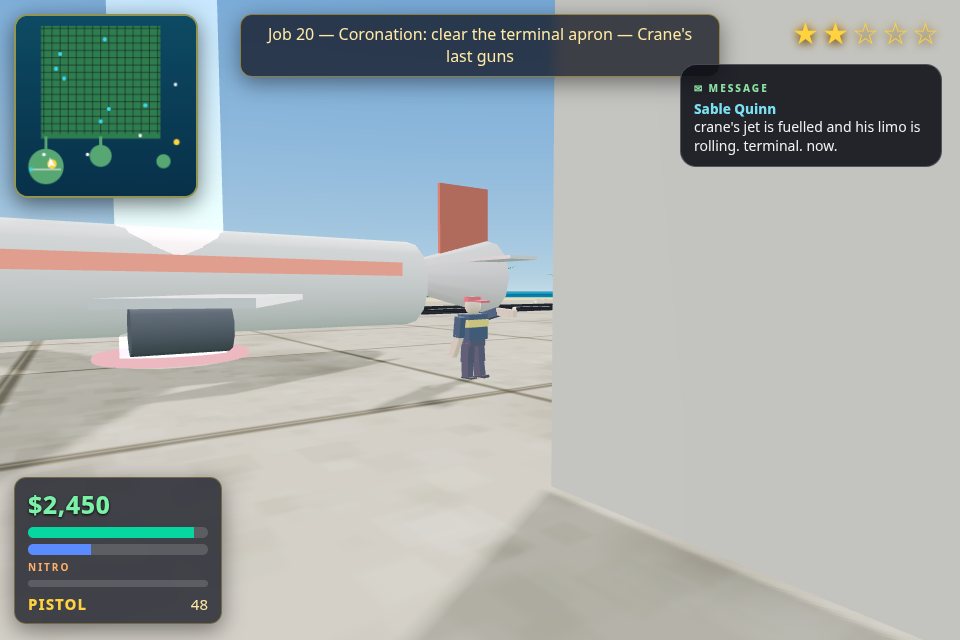 Job 20 — Coronation: clear the terminal apron — Crane's
last guns
★★☆☆☆
✉ MESSAGE
Sable Quinn
crane's jet is fuelled and his limo is
rolling. terminal. now.
$2,450
NITRO
PISTOL 48